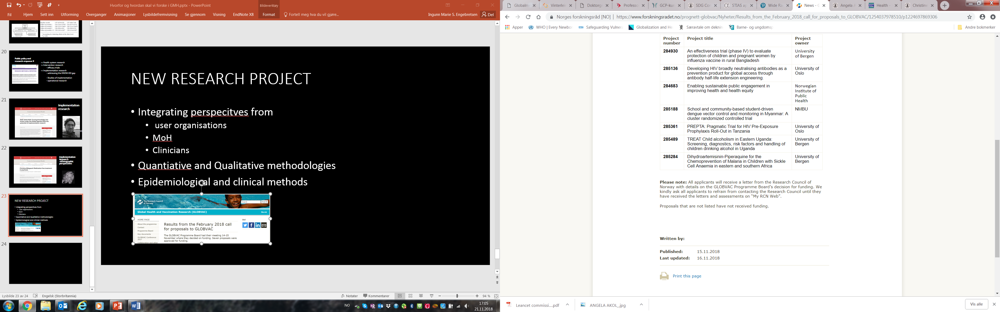 Hvorfor og hvordan skal vi forske i GMH.pptx - PowerPoint
Bildeverktøy
Fil Hjem Sett inn Utforming Overganger Animasjoner Lysbildefremvisning Se gjennom Visning EndNote X8 Format Fortell meg hva du vil gjøre... Ingunn Marie S. Engebretsen Del
20
Public policy and
research response II
-> Health system research
-> Intervention research
- efficacy trials
-> Implementation research
- addressing the KNOW-DO gap
- Studies of implementation
- operational research
RESEARCH METHODS & REPORTING
21
Implementation
research
22
Implementation
Research
-ethnographic
perspectives
23
NEW RESEARCH PROJECT
• Integrating perspecitves from
• user organisations
• MoH
• Clinicians
• Quantiative and Qualitative methodologies
• Epidemiological and clinical methods
24
NEW RESEARCH PROJECT
• Integrating perspecitves from
• user organisations
• MoH
• Clinicians
• Quantiative and Qualitative methodologies
• Epidemiological and clinical methods
The Research Council
of Norway
Search Search
Global Health and Vaccination Research (GLOBVAC) Norsk
HOME PAGE
About the programme
Contact
Programme Board
Key documents
GLOBVAC Conference
2017
Collaboration and other
Results from the February 2018 call
for proposals to GLOBVAC
The GLOBVAC Programme Board had their meeting 14-15
November where they decided on funding. Seven proposals were
approved for funding.
Del
Lysbilde 23 av 24 Engelsk (Storbritannia) Notater Kommentarer 94 %
NO 17:05
21.11.2018
Globalm Vinterle Doktorg Professo GCP-ku SDG Co STIAS ap Wide Ra News - G Angela A Health - Christine
Norges forskningsråd [NO] | https://www.forskningsradet.no/prognett-globvac/Nyheter/Results_from_the_February_2018_call_for_proposals_to_GLOBVAC/1254037978510/p1224697869306
Apper WHO | Every Newbor Safeguarding Vulnera Globalization and He Særavtale om deknin Barne- og ungdomsp Andre bokmerker
Project
number
Project title
Project
owner
284930
An effectiveness trial (phase IV) to evaluate
protection of children and pregnant women by
influenza vaccine in rural Bangladesh
University
of Bergen
285136
Developing HIV broadly neutralising antibodies as a
prevention product for global access through
antibody half-life extension engineering.
University of
Oslo
284683
Enabling sustainable public engagement in
improving health and health equity
Norwegian
Institute of
Public
Health
285188
School and community-based student-driven
dengue vector control and monitoring in Myanmar: A
cluster randomized controlled trial
NMBU
285361
PREPTA: Pragmatic Trial for HIV Pre-Exposure
Prophylaxis Roll-Out in Tanzania
University of
Oslo
285489
TREAT Child alcoholism in Eastern Uganda:
Screening, diagnostics, risk factors and handling of
children drinking alcohol in Uganda
University of
Bergen
285284
Dihydroartemisinin-Piperaquine for the
Chemoprevention of Malaria in Children with Sickle
Cell Anaemia in eastern and southern Africa
University of
Bergen
Please note: All applicants will receive a letter from the Research Council of
Norway with details on the GLOBVAC Programme Board's decision for funding. We
kindly ask all applicants to refrain from contacting the Research Council until they
have received the letters and assessments on “My RCN Web”.
Proposals that are not listed have not received funding.
Written by:
Published: 15.11.2018
Last updated: 16.11.2018
Print this page
Leancet commissi....pdf ANGELA AKOL_.jpg Vis alle